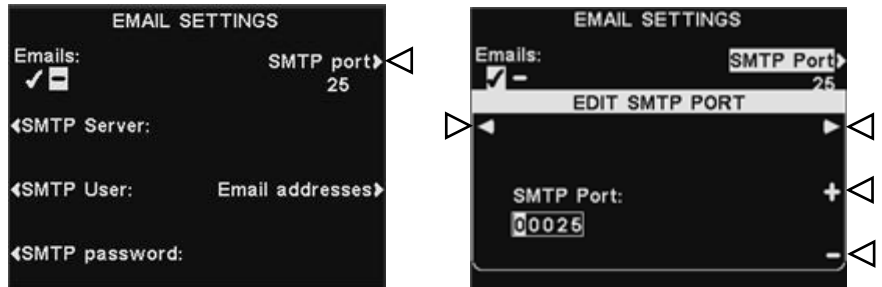 EMAIL SETTINGS
Emails:
SMTP port
25
SMTP Server:
SMTP User:
Email addresses
SMTP password:
EMAIL SETTINGS
Emails:
SMTP Port
25
EDIT SMTP PORT
SMTP Port:
00025